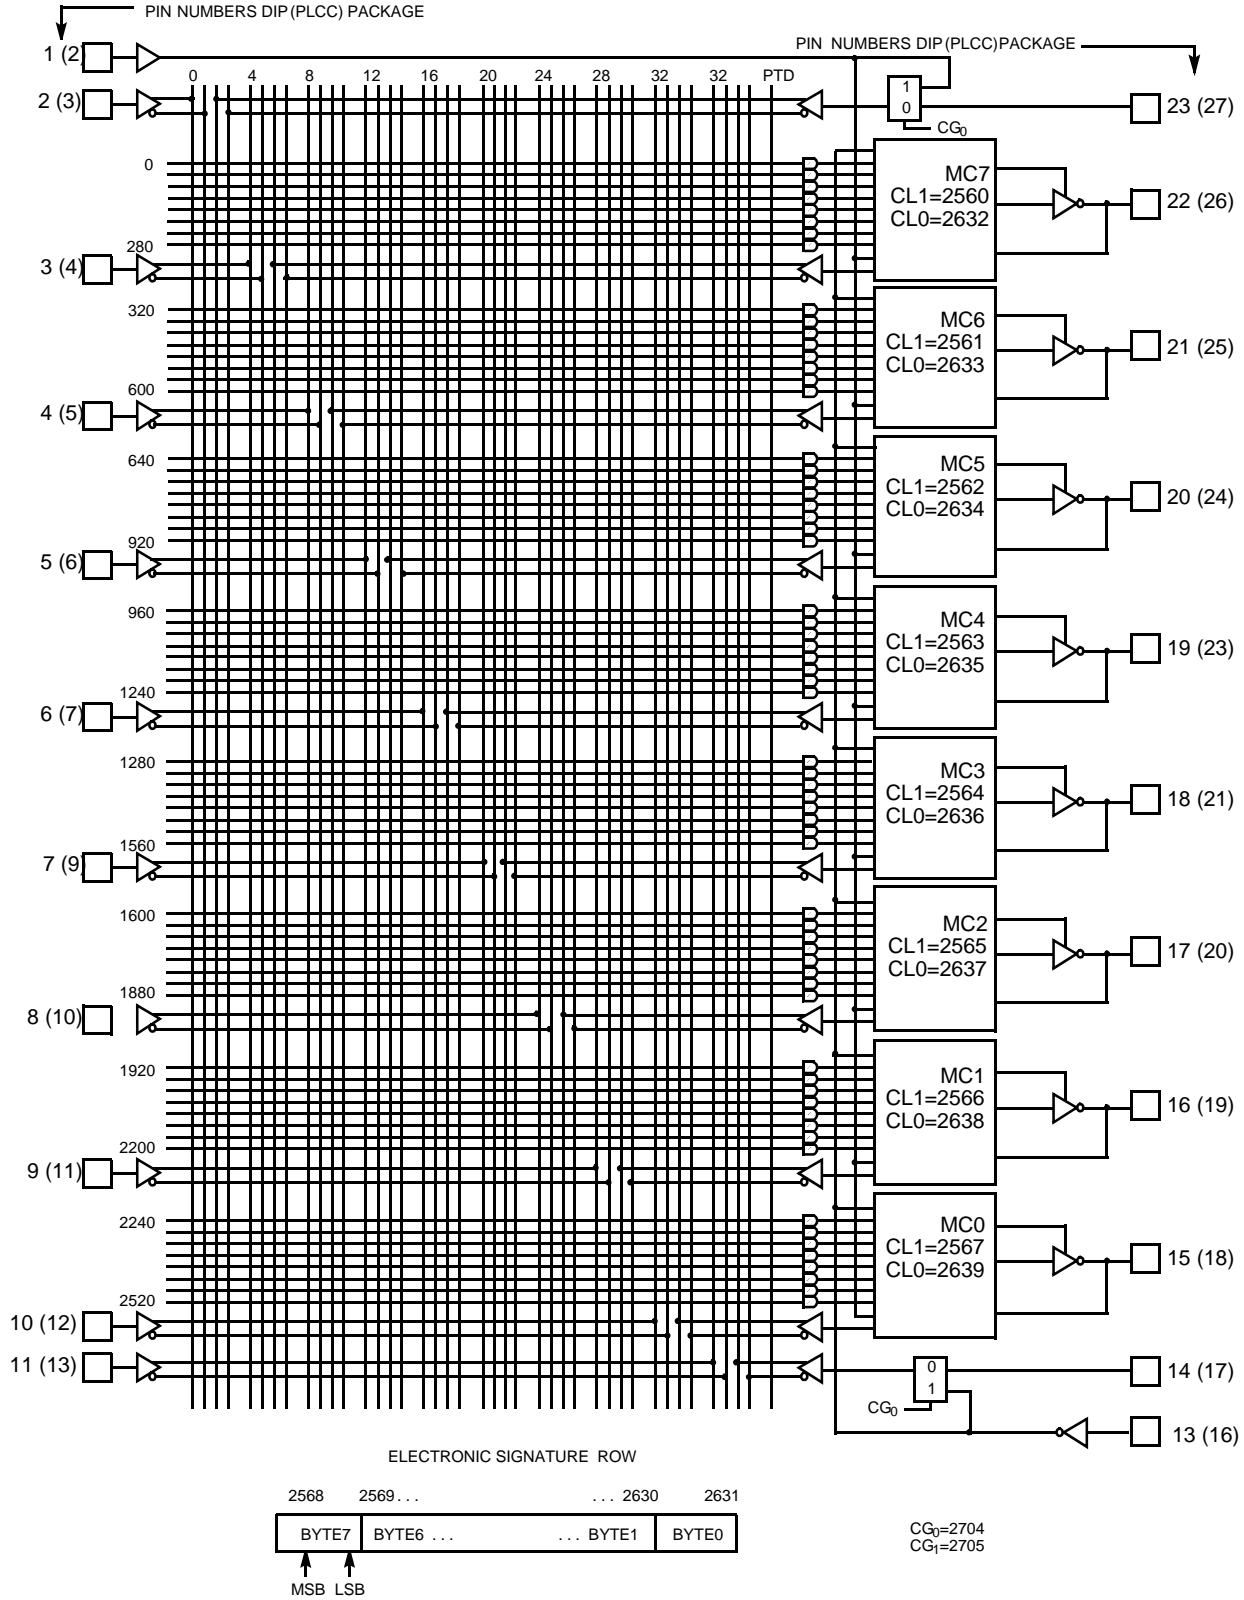 PIN NUMBERS DIP (PLCC) PACKAGE
PIN NUMBERS DIP (PLCC) PACKAGE
1 (2)
0 4 8 12 16 20 24 28 32 32 PTD
2 (3)
1
0
CG0
23 (27)
0
MC7
CL1=2560
CL0=2632
22 (26)
280
3 (4)
320
MC6
CL1=2561
CL0=2633
21 (25)
600
4 (5)
640
MC5
CL1=2562
CL0=2634
20 (24)
920
5 (6)
960
MC4
CL1=2563
CL0=2635
19 (23)
1240
6 (7)
1280
MC3
CL1=2564
CL0=2636
18 (21)
1560
7 (9)
1600
MC2
CL1=2565
CL0=2637
17 (20)
1880
8 (10)
1920
MC1
CL1=2566
CL0=2638
16 (19)
2200
9 (11)
2240
MC0
CL1=2567
CL0=2639
15 (18)
2520
10 (12)
11 (13)
0
1
CG0
14 (17)
13 (16)
ELECTRONIC SIGNATURE ROW
2568 2569 . . . . . . 2630 2631
BYTE7 BYTE6 . . . . . . BYTE1 BYTE0
MSB LSB
CG0=2704
CG1=2705